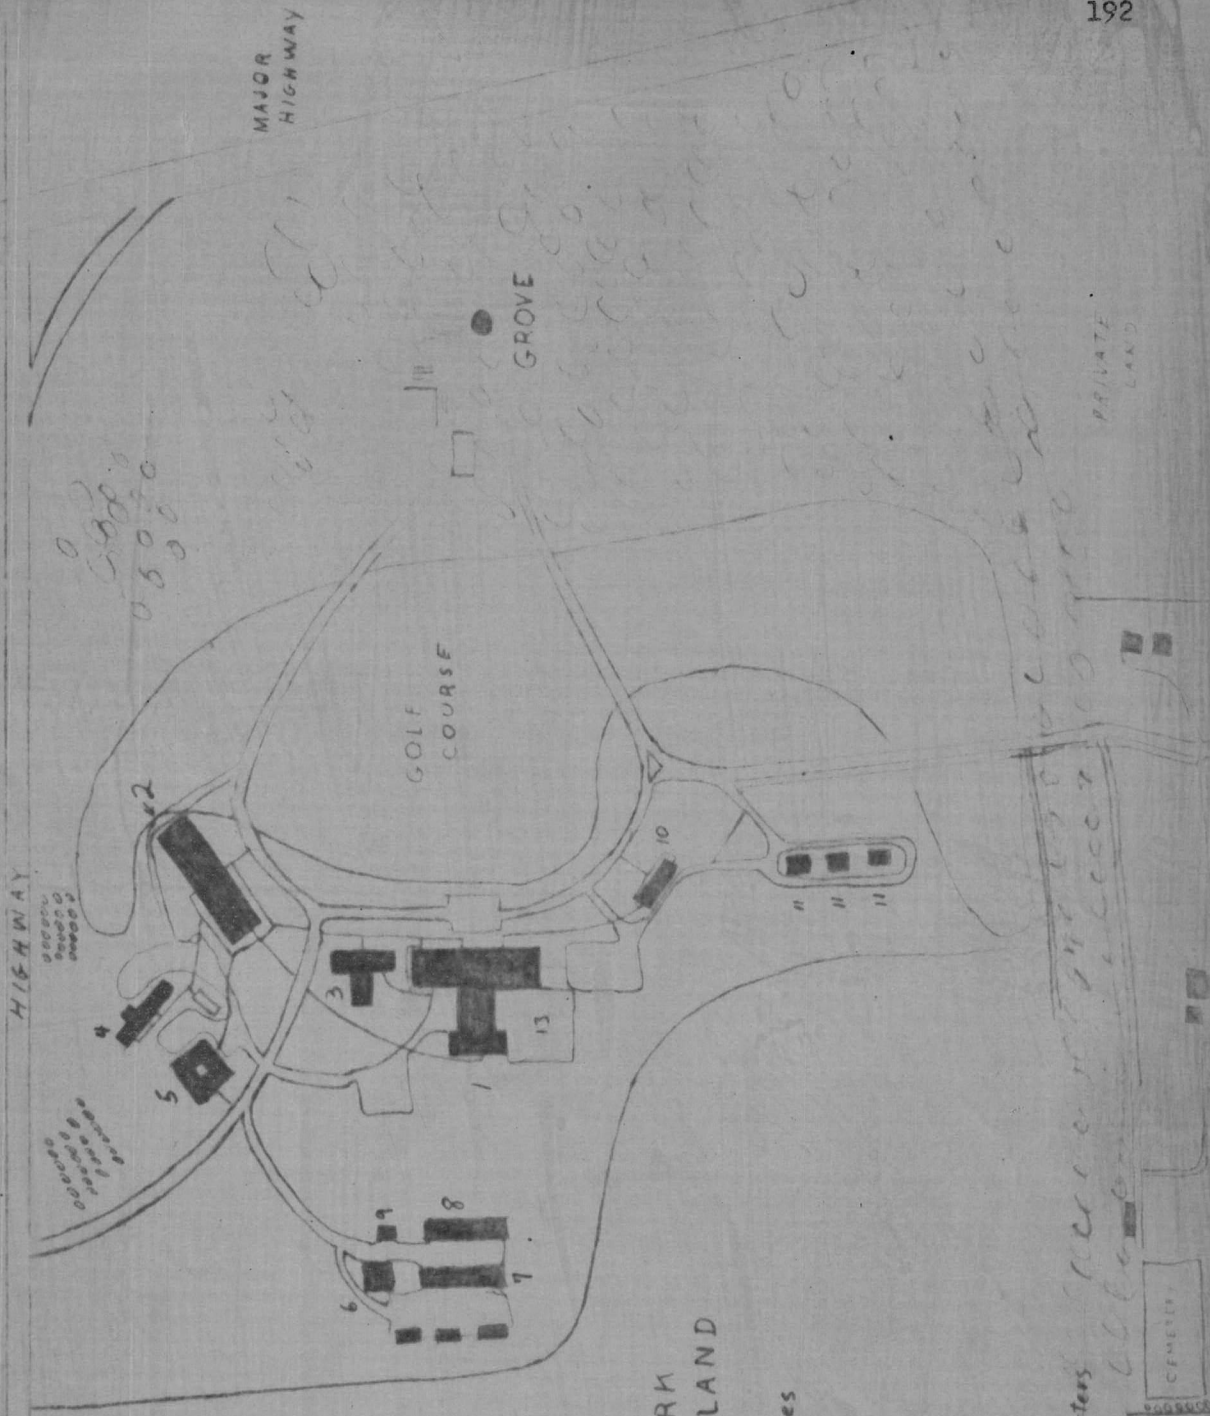 192
MAJOR
HIGHWAY
GROVE
PRIVATE
LAND
GOLF
COURSE
HIGHWAY
2
10
11
11
11
3
4
13
5
1
9
8
6
7
RK
LAND
es
ters
CEMETERY